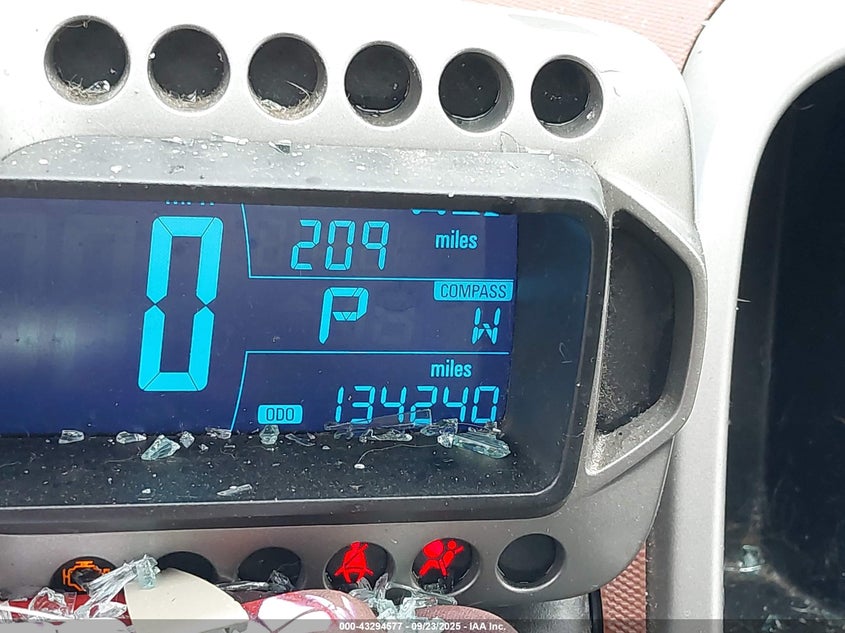 209 miles
COMPASS
0 P W
miles
ODO 134240
000-43294577 - 09/23/2025 - IAA Inc.